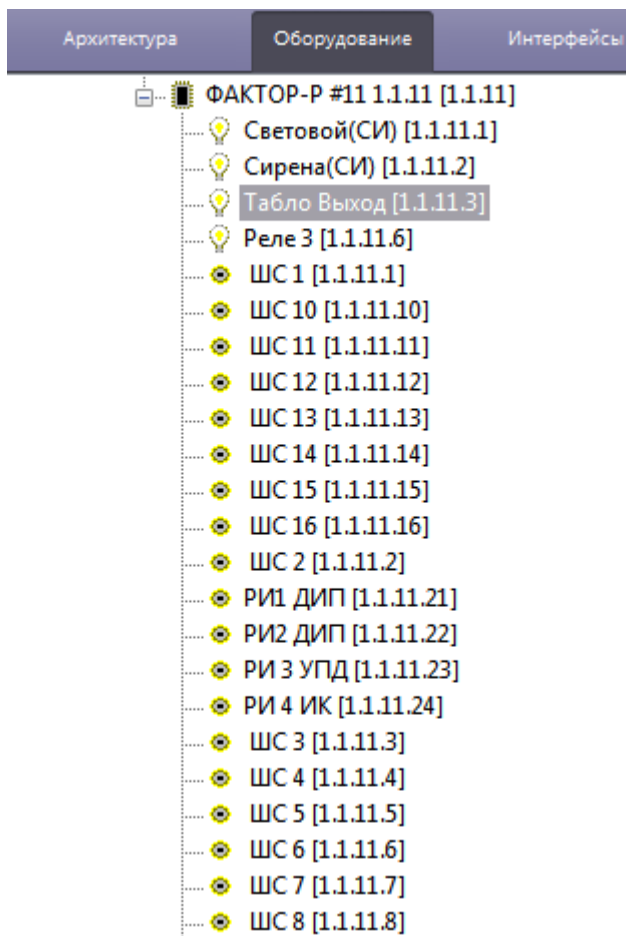 Архитектура Оборудование Интерфейсы
ФАКТОР-Р #11 1.1.11 [1.1.11]
Световой(СИ) [1.1.11.1]
Сирена(СИ) [1.1.11.2]
Табло Выход [1.1.11.3]
Реле 3 [1.1.11.6]
ШС 1 [1.1.11.1]
ШС 10 [1.1.11.10]
ШС 11 [1.1.11.11]
ШС 12 [1.1.11.12]
ШС 13 [1.1.11.13]
ШС 14 [1.1.11.14]
ШС 15 [1.1.11.15]
ШС 16 [1.1.11.16]
ШС 2 [1.1.11.2]
РИ1 ДИП [1.1.11.21]
РИ2 ДИП [1.1.11.22]
РИ 3 УПД [1.1.11.23]
РИ 4 ИК [1.1.11.24]
ШС 3 [1.1.11.3]
ШС 4 [1.1.11.4]
ШС 5 [1.1.11.5]
ШС 6 [1.1.11.6]
ШС 7 [1.1.11.7]
ШС 8 [1.1.11.8]